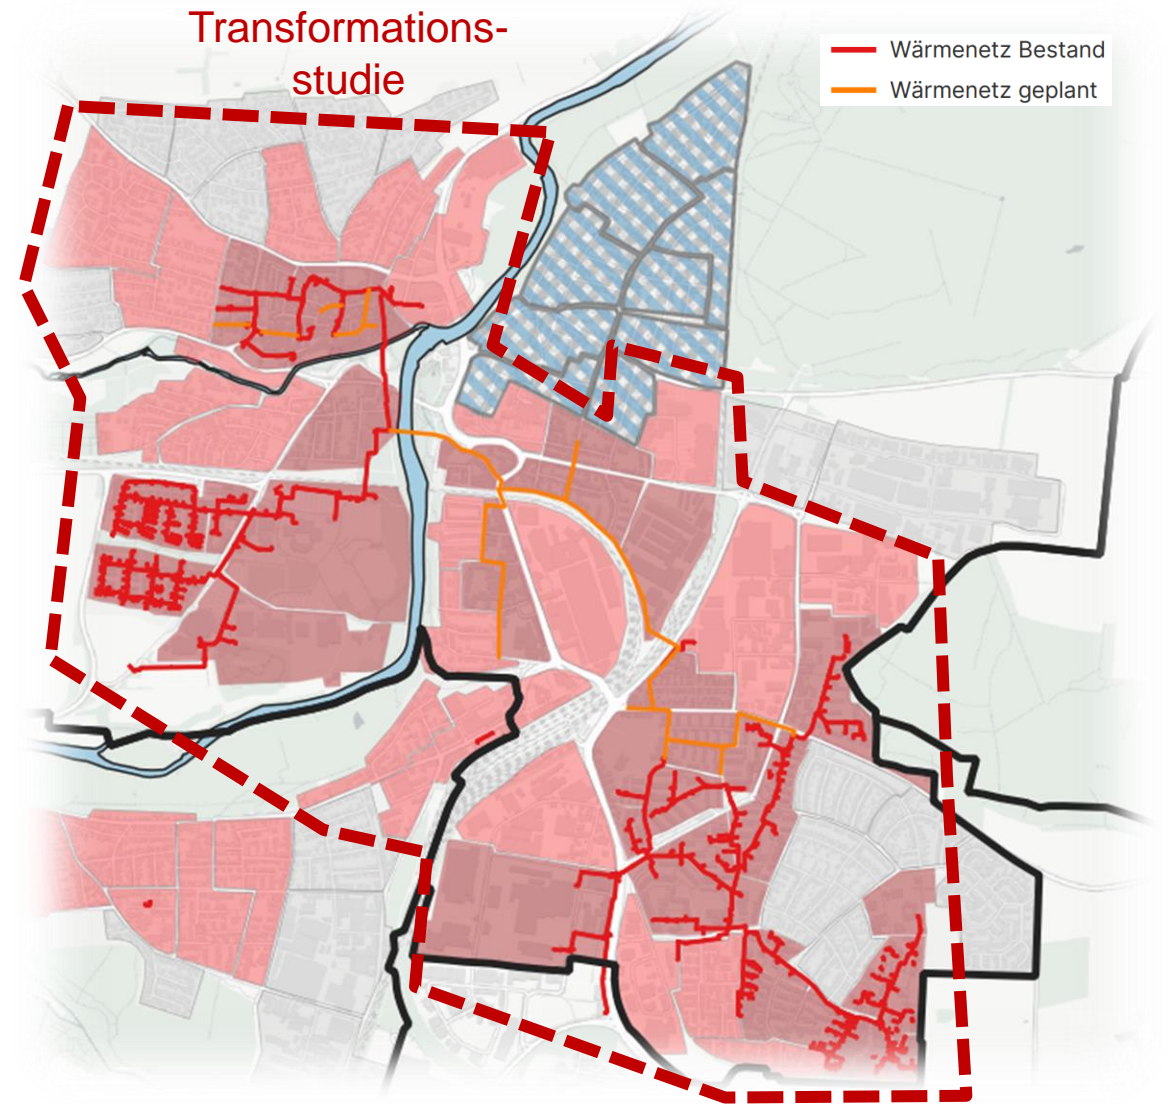 Transformations-
studie
Wärmenetz Bestand
Wärmenetz geplant